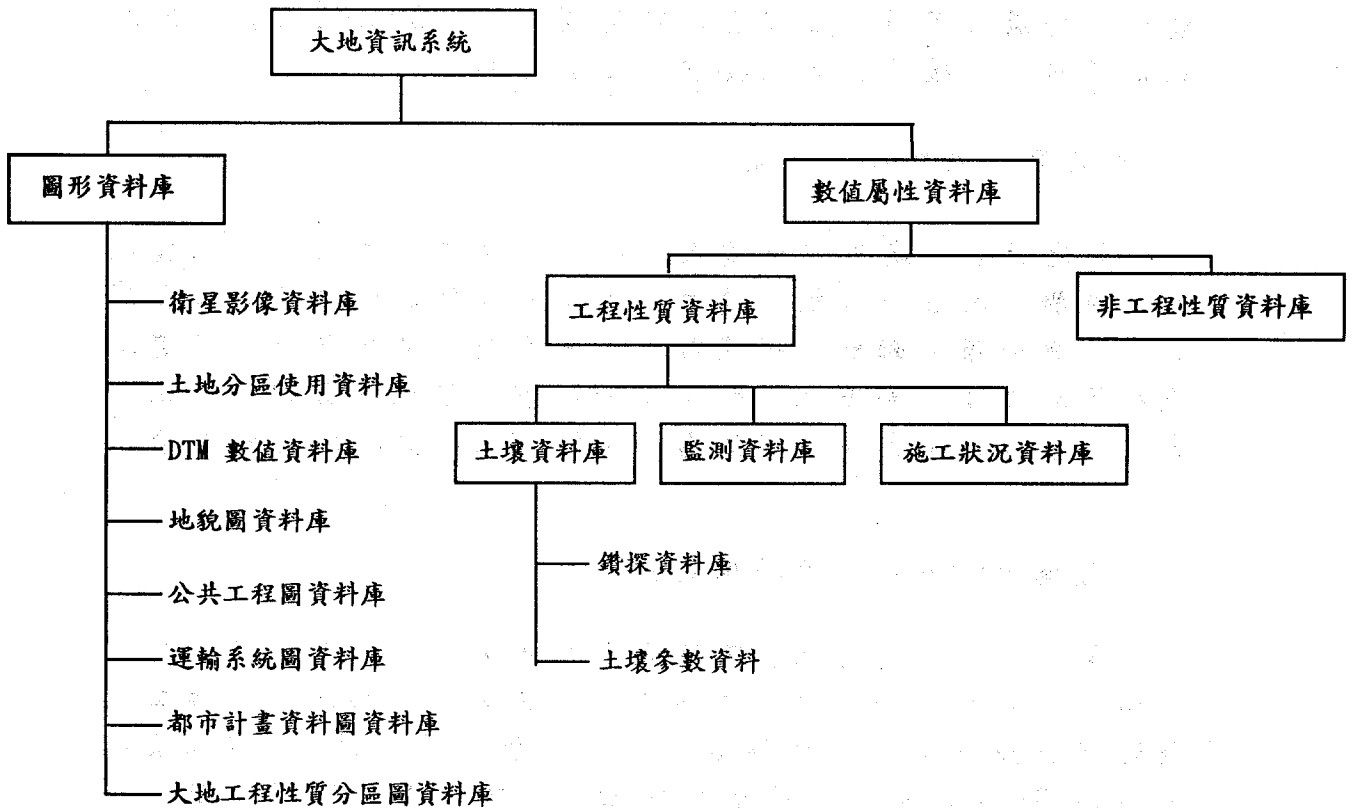 大地資訊系統
圖形資料庫
數值屬性資料庫
衛星影像資料庫
工程性質資料庫
非工程性質資料庫
土地分區使用資料庫
DTM 數值資料庫
土壤資料庫
監測資料庫
施工狀況資料庫
地貌圖資料庫
鑽探資料庫
公共工程圖資料庫
運輸系統圖資料庫
土壤參數資料
都市計畫資料圖資料庫
大地工程性質分區圖資料庫